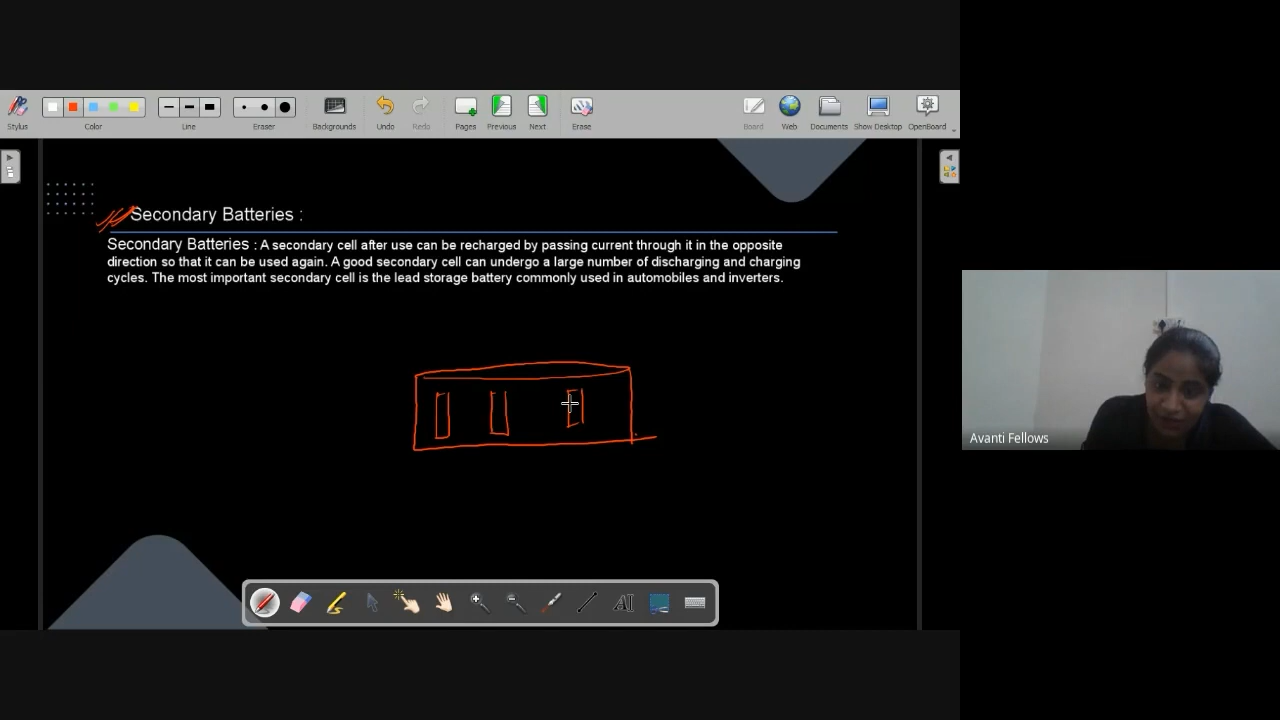 Stylus
Color
Line
Eraser
Backgrounds
Undo
Redo
Pages
Previous
Next
Erase
Board
Web
Documents
Show Desktop
OpenBoard
Secondary Batteries :
Secondary Batteries : A secondary cell after use can be recharged by passing current through it in the opposite
direction so that it can be used again. A good secondary cell can undergo a large number of discharging and charging
cycles. The most important secondary cell is the lead storage battery commonly used in automobiles and inverters.
AI
Avanti Fellows